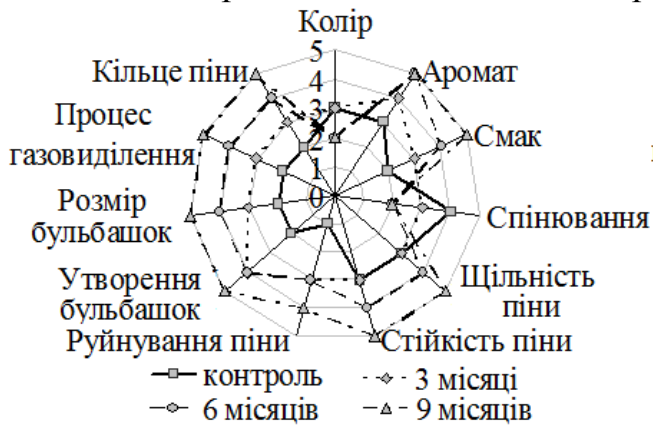 Колір
5
Кільце піни
4
Аромат
3
Процес
газовиділення
2
Смак
1
0
Розмір
бульбашок
Спінювання
Утворення
бульбашок
Щільність
піни
Руйнування піни
Стійкість піни
контроль
3 місяці
6 місяців
9 місяців